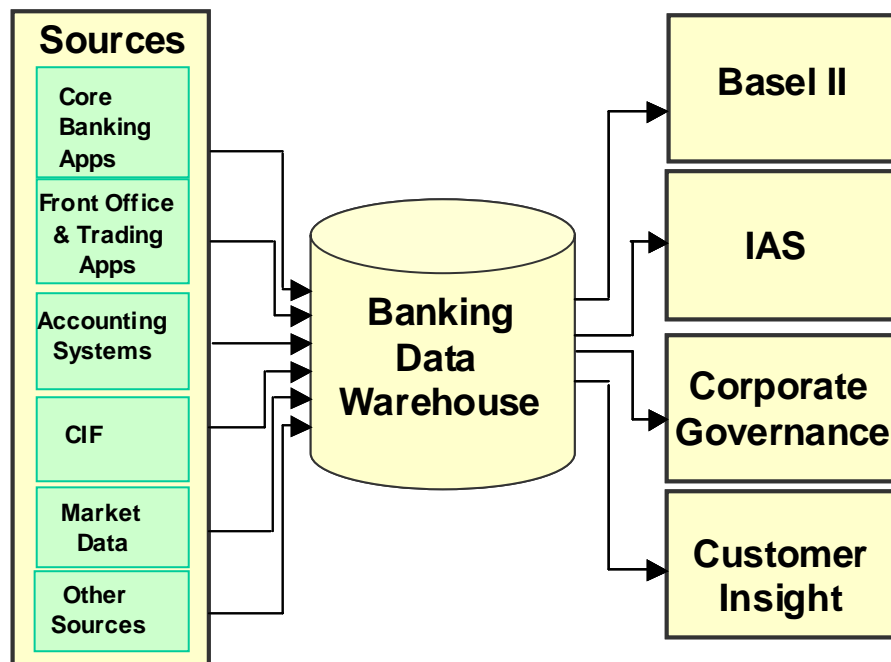 Sources
Core
Banking
Apps
Front Office
& Trading
Apps
Accounting
Systems
CIF
Market
Data
Other
Sources
Banking
Data
Warehouse
Basel II
IAS
Corporate
Governance
Customer
Insight